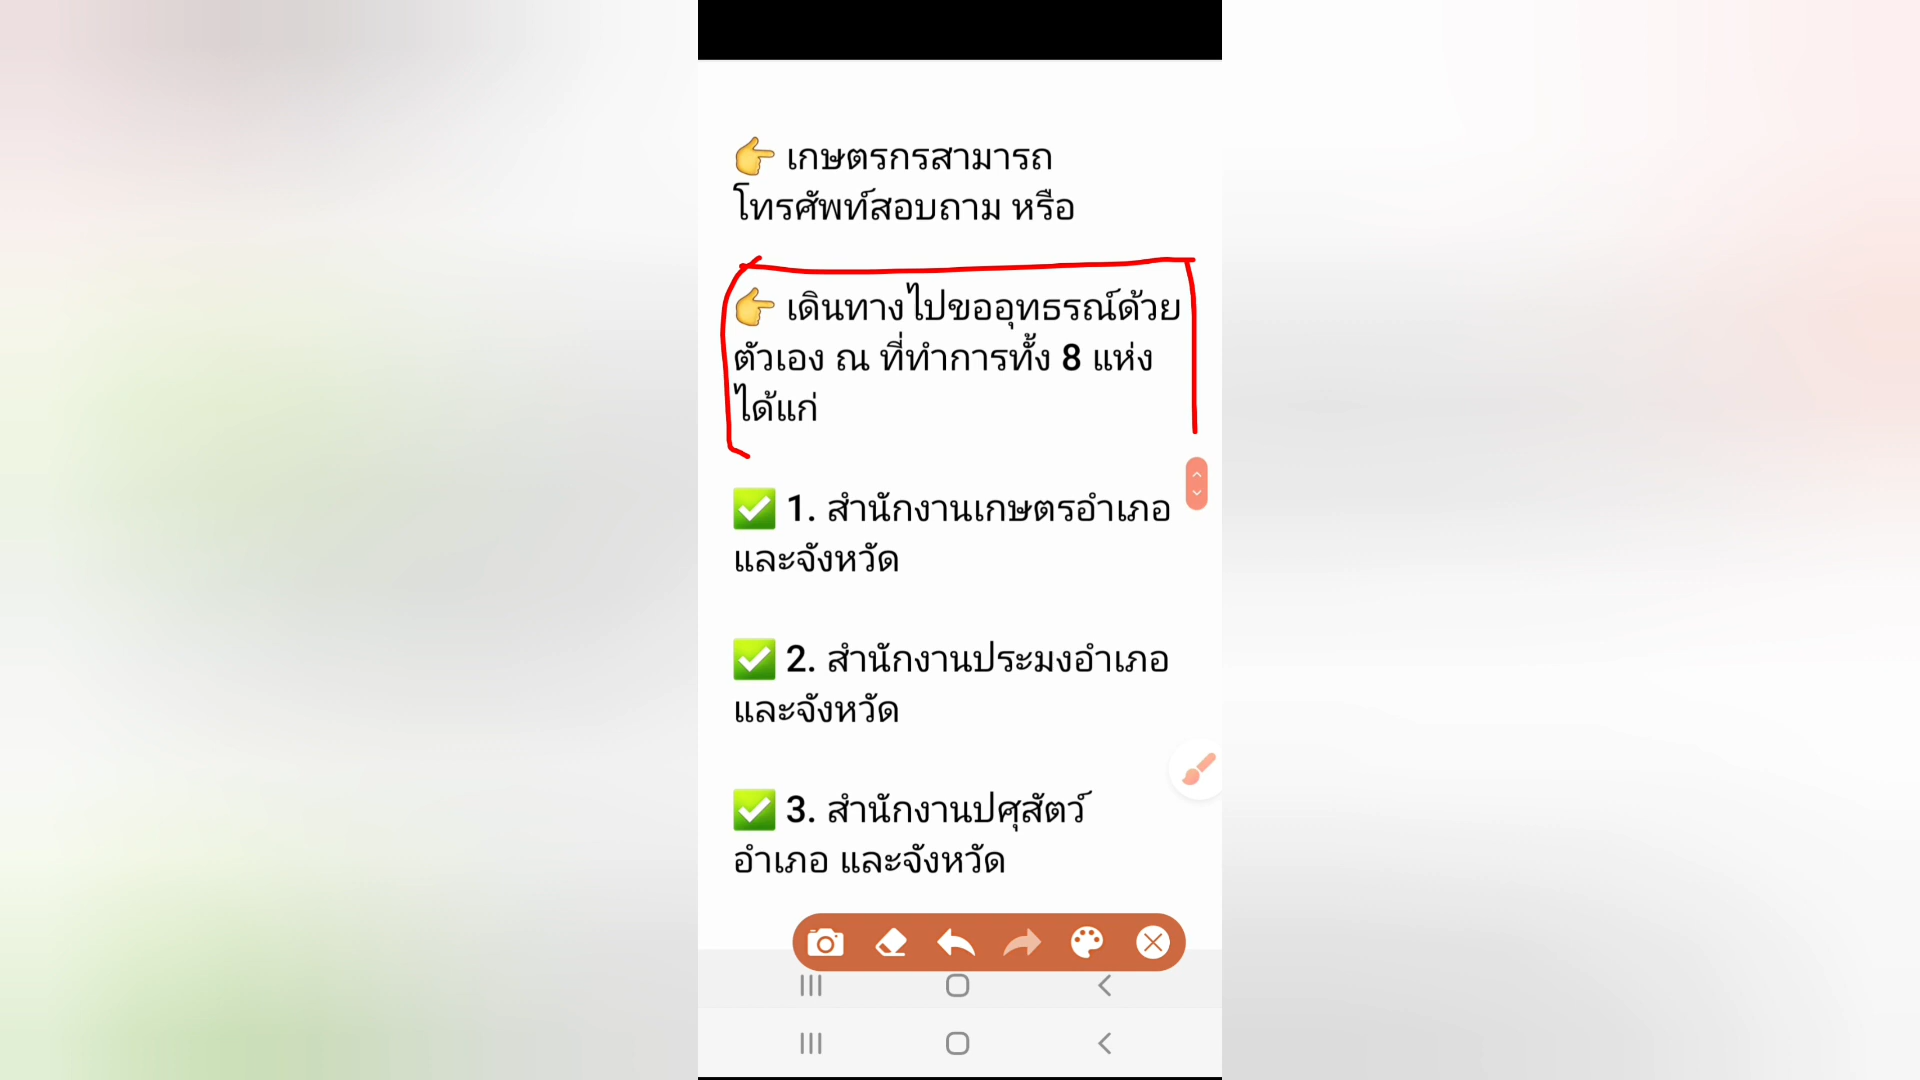 👉 เกษตรกรสามารถ
โทรศัพท์สอบถาม หรือ
👉 เดินทางไปขออุทธรณ์ด้วย
ตัวเอง ณ ที่ทำการทั้ง 8 แห่ง
ได้แก่
✅ 1. สำนักงานเกษตรอำเภอ
และจังหวัด
✅ 2. สำนักงานประมงอำเภอ
และจังหวัด
✅ 3. สำนักงานปศุสัตว์
อำเภอ และจังหวัด